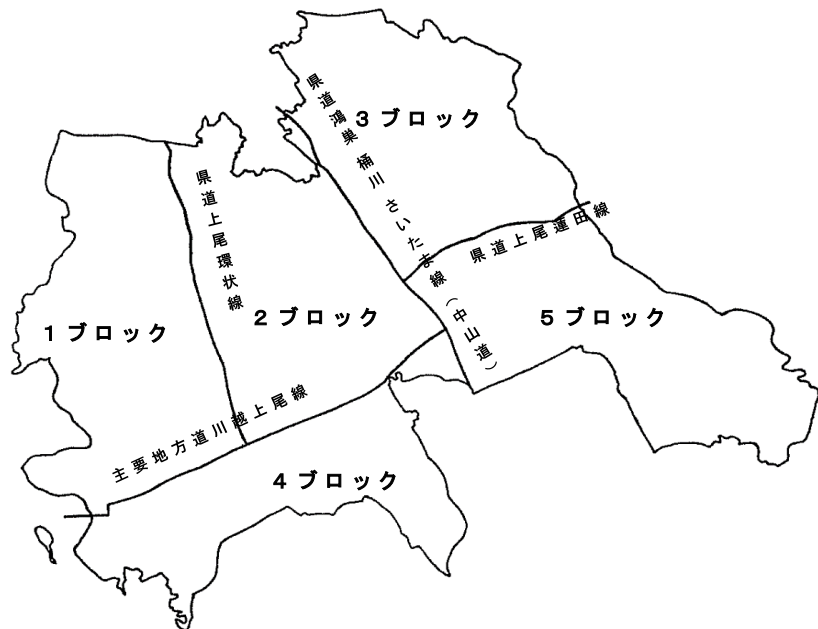 県道鴻巣桶川さいたま線(中山道)
3ブロック
県道上尾環状線
県道上尾蓮田線
1ブロック
2ブロック
5ブロック
主要地方道川越上尾線
4ブロック